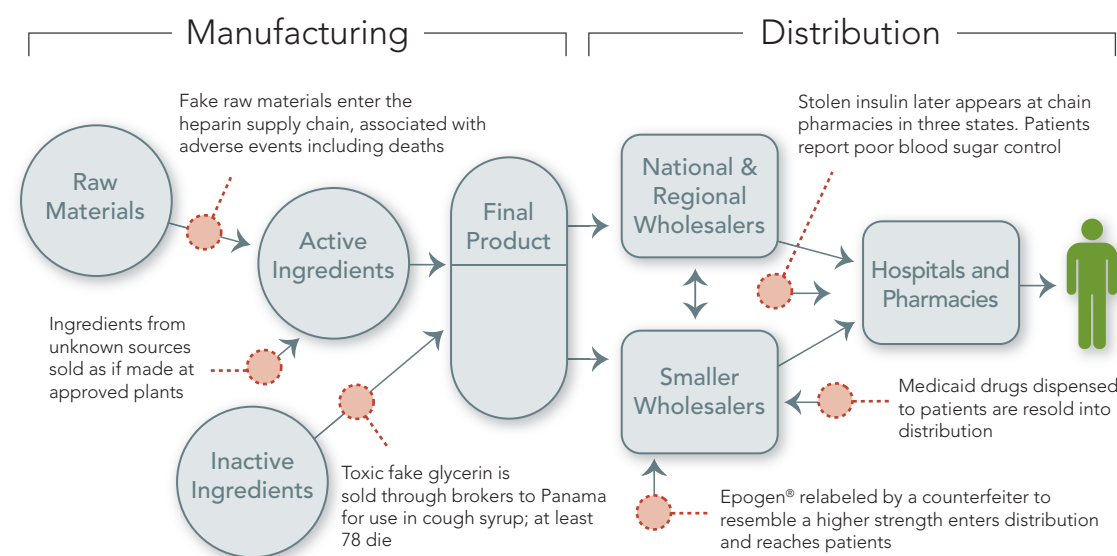 Manufacturing
Distribution
Fake raw materials enter the
heparin supply chain, associated with
adverse events including deaths
Stolen insulin later appears at chain
pharmacies in three states. Patients
report poor blood sugar control
Raw
Materials
Active
Ingredients
Final
Product
National &
Regional
Wholesalers
Hospitals and
Pharmacies
Ingredients from
unknown sources
sold as if made at
approved plants
Smaller
Wholesalers
Medicaid drugs dispensed
to patients are resold into
distribution
Inactive
Ingredients
Toxic fake glycerin is
sold through brokers to Panama
for use in cough syrup; at least
78 die
Epogen® relabeled by a counterfeiter to
resemble a higher strength enters distribution
and reaches patients